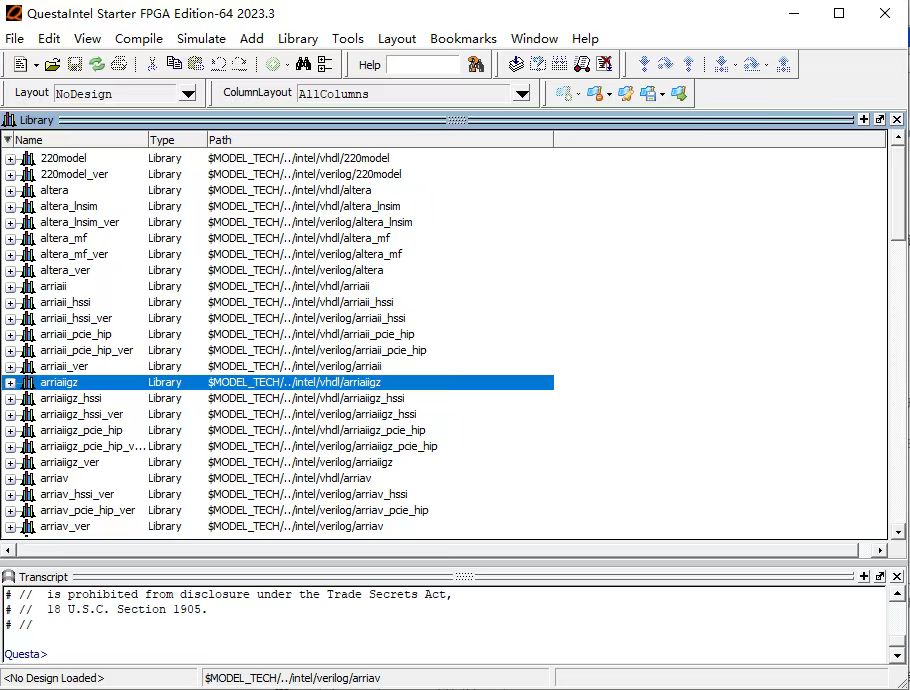 QuestaIntel Starter FPGA Edition-64 2023.3
File Edit View Compile Simulate Add Library Tools Layout Bookmarks Window Help
Help
Layout NoDesign ColumnLayout AllColumns
Library
Name Type Path
220model Library $MODEL_TECH/../intel/vhdl/220model
220model_ver Library $MODEL_TECH/../intel/verilog/220model
altera Library $MODEL_TECH/../intel/vhdl/altera
altera_lnsim Library $MODEL_TECH/../intel/vhdl/altera_lnsim
altera_lnsim_ver Library $MODEL_TECH/../intel/verilog/altera_lnsim
altera_mf Library $MODEL_TECH/../intel/vhdl/altera_mf
altera_mf_ver Library $MODEL_TECH/../intel/verilog/altera_mf
altera_ver Library $MODEL_TECH/../intel/verilog/altera
arriaii Library $MODEL_TECH/../intel/vhdl/arriaii
arriaii_hssi Library $MODEL_TECH/../intel/vhdl/arriaii_hssi
arriaii_hssi_ver Library $MODEL_TECH/../intel/verilog/arriaii_hssi
arriaii_pcie_hip Library $MODEL_TECH/../intel/vhdl/arriaii_pcie_hip
arriaii_pcie_hip_ver Library $MODEL_TECH/../intel/verilog/arriaii_pcie_hip
arriaii_ver Library $MODEL_TECH/../intel/verilog/arriaii
arriaiigz Library $MODEL_TECH/../intel/vhdl/arriaiigz
arriaiigz_hssi Library $MODEL_TECH/../intel/vhdl/arriaiigz_hssi
arriaiigz_hssi_ver Library $MODEL_TECH/../intel/verilog/arriaiigz_hssi
arriaiigz_pcie_hip Library $MODEL_TECH/../intel/vhdl/arriaiigz_pcie_hip
arriaiigz_pcie_hip_v... Library $MODEL_TECH/../intel/verilog/arriaiigz_pcie_hip
arriaiigz_ver Library $MODEL_TECH/../intel/verilog/arriaiigz
arriav Library $MODEL_TECH/../intel/vhdl/arriav
arriav_hssi_ver Library $MODEL_TECH/../intel/verilog/arriav_hssi
arriav_pcie_hip_ver Library $MODEL_TECH/../intel/verilog/arriav_pcie_hip
arriav_ver Library $MODEL_TECH/../intel/verilog/arriav
Transcript
# // is prohibited from disclosure under the Trade Secrets Act,
# // 18 U.S.C. Section 1905.
# //
Questa>
<No Design Loaded> $MODEL_TECH/../intel/verilog/arriav